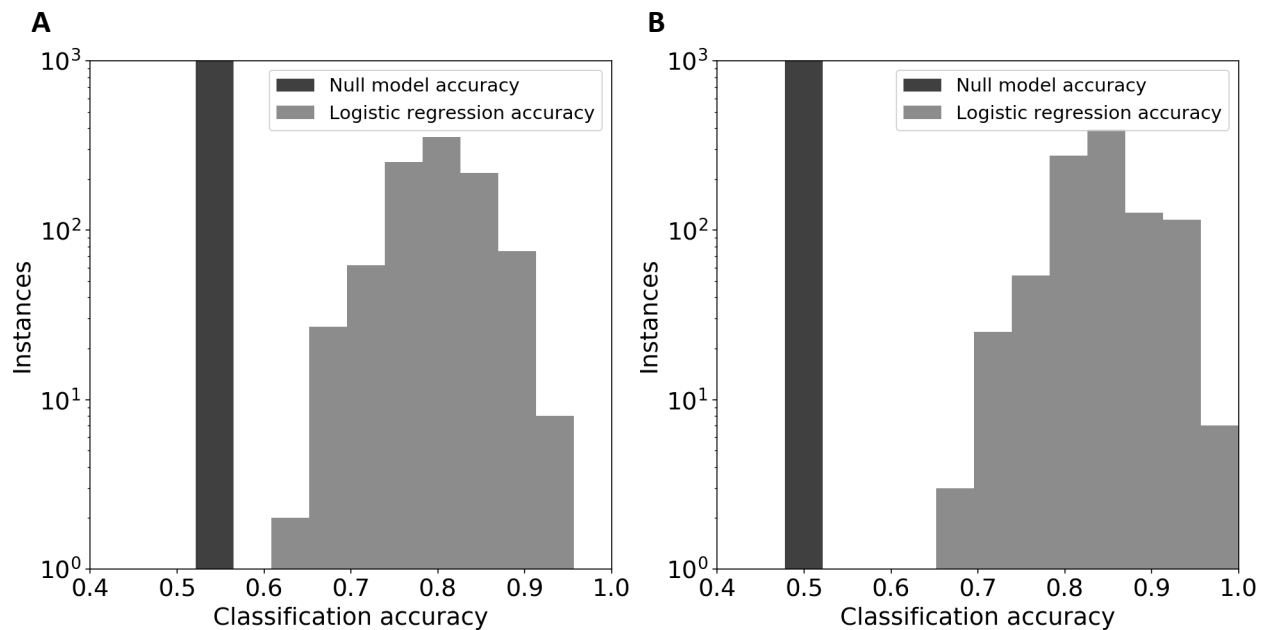 A
10³
10²
10¹
10⁰
Instances
Null model accuracy
Logistic regression accuracy
0.4 0.5 0.6 0.7 0.8 0.9 1.0
Classification accuracy
B
10³
10²
10¹
10⁰
Instances
Null model accuracy
Logistic regression accuracy
0.4 0.5 0.6 0.7 0.8 0.9 1.0
Classification accuracy